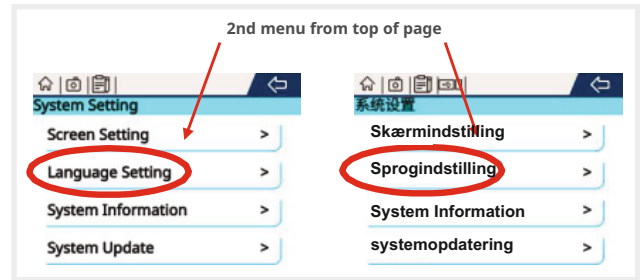 2nd menu from top of page
System Setting
Screen Setting >
Language Setting >
System Information >
System Update >
系统设置
Skærmindstilling >
Sprogindstilling >
System Information >
systemopdatering >